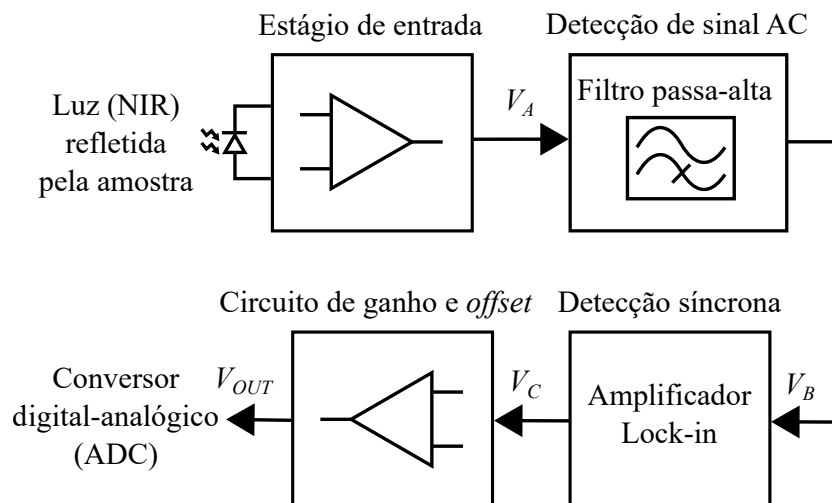 Estágio de entrada
Detecção de sinal AC
Luz (NIR)
refletida
pela amostra
V_A
Filtro passa-alta
Circuito de ganho e offset
Detecção síncrona
Conversor
digital-analógico
(ADC)
V_OUT
V_C
Amplificador
Lock-in
V_B